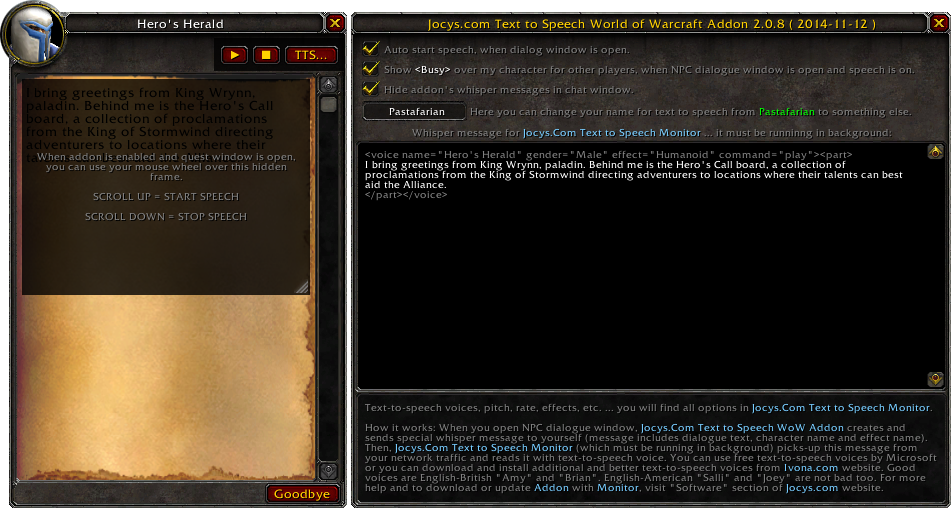 Hero's Herald
TTS...
I bring greetings from King Wrynn,
paladin. Behind me is the Hero's Call
board, a collection of proclamations
from the King of Stormwind directing
adventurers to locations where their
When addon is enabled and quest window is open,
you can use your mouse wheel over this hidden
frame.
SCROLL UP = START SPEECH
SCROLL DOWN = STOP SPEECH
Goodbye
Jocys.com Text to Speech World of Warcraft Addon 2.0.8 ( 2014-11-12 )
Auto start speech, when dialog window is open.
Show <Busy> over my character for other players, when NPC dialogue window is open and speech is on.
Hide addon's whisper messages in chat window.
Pastafarian Here you can change your name for text to speech from Pastafarian to something else.
Whisper message for Jocys.Com Text to Speech Monitor ... it must be runninng in background:
<voice name="Hero's Herald" gender="Male" effect="Humanoid" command="play"><part>
I bring greetings from King Wrynn, paladin. Behind me is the Hero's Call board, a collection of
proclamations from the King of Stormwind directing adventurers to locations where their talents can best
aid the Alliance.
</part></voice>
Text-to-speech voices, pitch, rate, effects, etc. ... you will find all options in Jocys.Com Text to Speech Monitor.
How it works: When you open NPC dialogue window, Jocys.Com Text to Speech WoW Addon creates and
sends special whisper message to yourself (message includes dialogue text, character name and effect name).
Then, Jocys.Com Text to Speech Monitor (which must be running in background) picks-up this message from
your network traffic and reads it with text-to-speech voice. You can use free text-to-speech voices by Microsoft
or you can download and install additional and better text-to-speech voices from Ivona.com website. Good
voices are English-British "Amy" and "Brian". English-American "Salli" and "Joey" are not bad too. For more
help and to download or update Addon with Monitor, visit "Software" section of Jocys.com website.